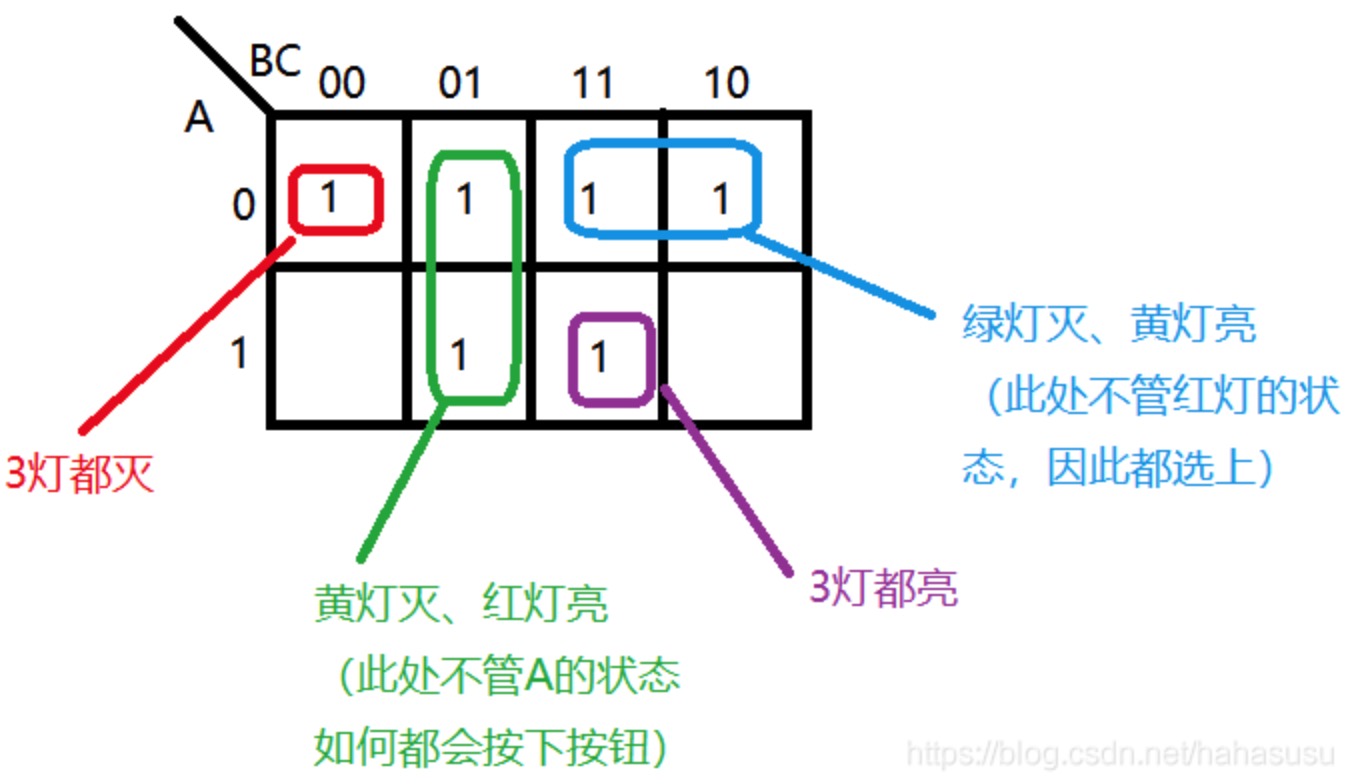 BC
00 01 11 10
A
0 1 1 1 1
1 1 1
绿灯灭、黄灯亮
（此处不管红灯的状
态，因此都选上）
3灯都灭
3灯都亮
黄灯灭、红灯亮
（此处不管A的状态
如何都会按下按钮）
https://blog.csdn.net/hahasusu